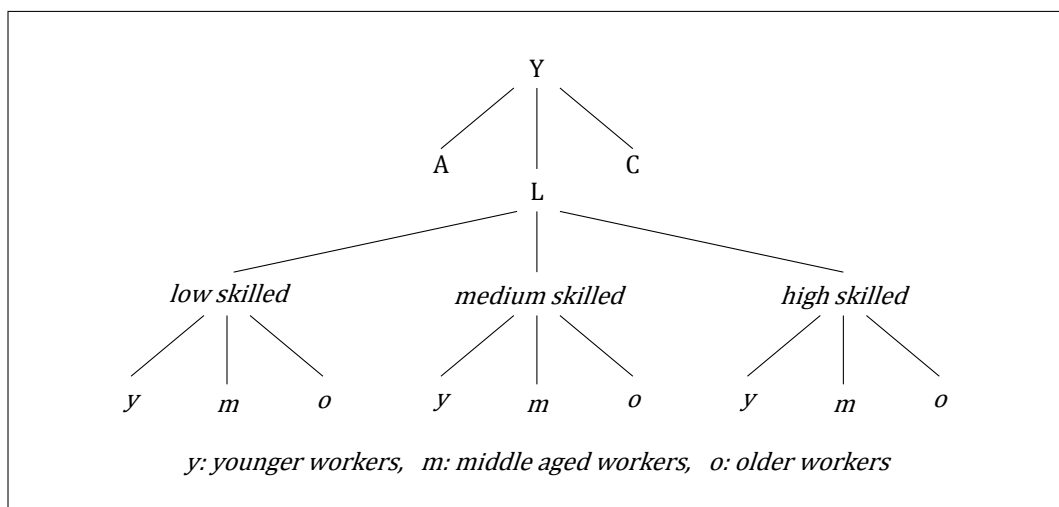 Y
A C
L
low skilled medium skilled high skilled
y m o y m o y m o
y: younger workers, m: middle aged workers, o: older workers